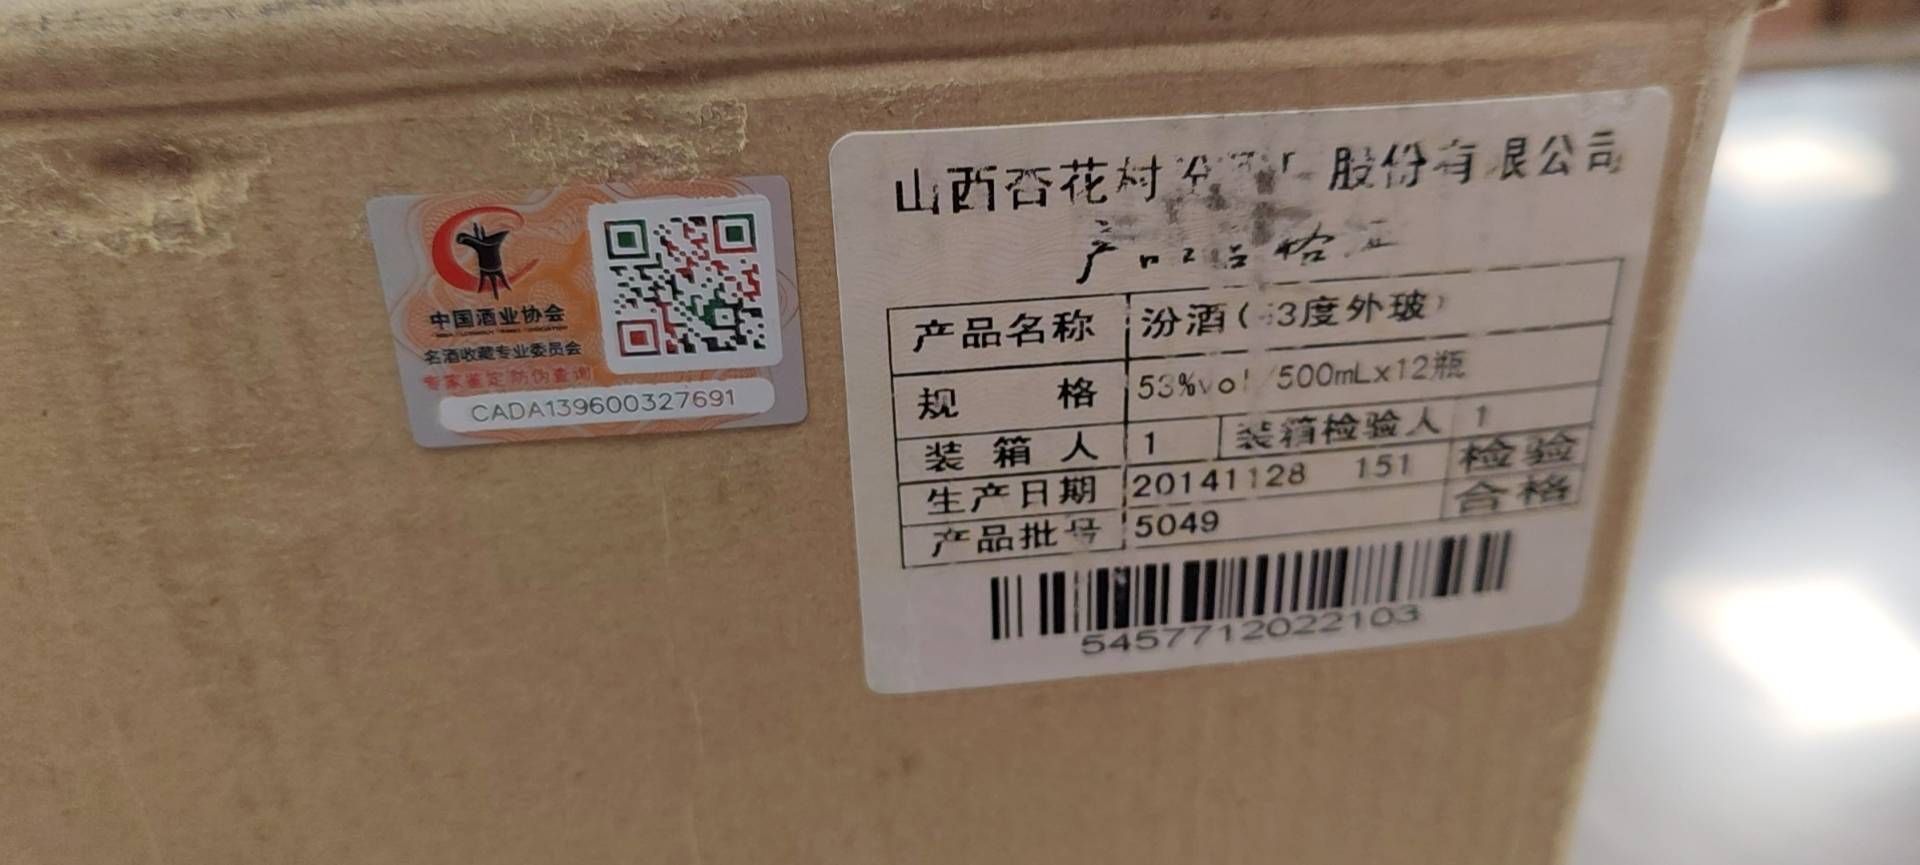 中国酒业协会
名酒收藏专业委员会
专家鉴定防伪查询
CADA139600327691
山西杏花村 股份有限公司
产品名称 汾酒( 3度外玻)
规 格 53%vol 500mLx12瓶
装 箱 人 1 装箱检验人 1
生产日期 20141128 151 检验
产品批号 5049 合格
5457712022103